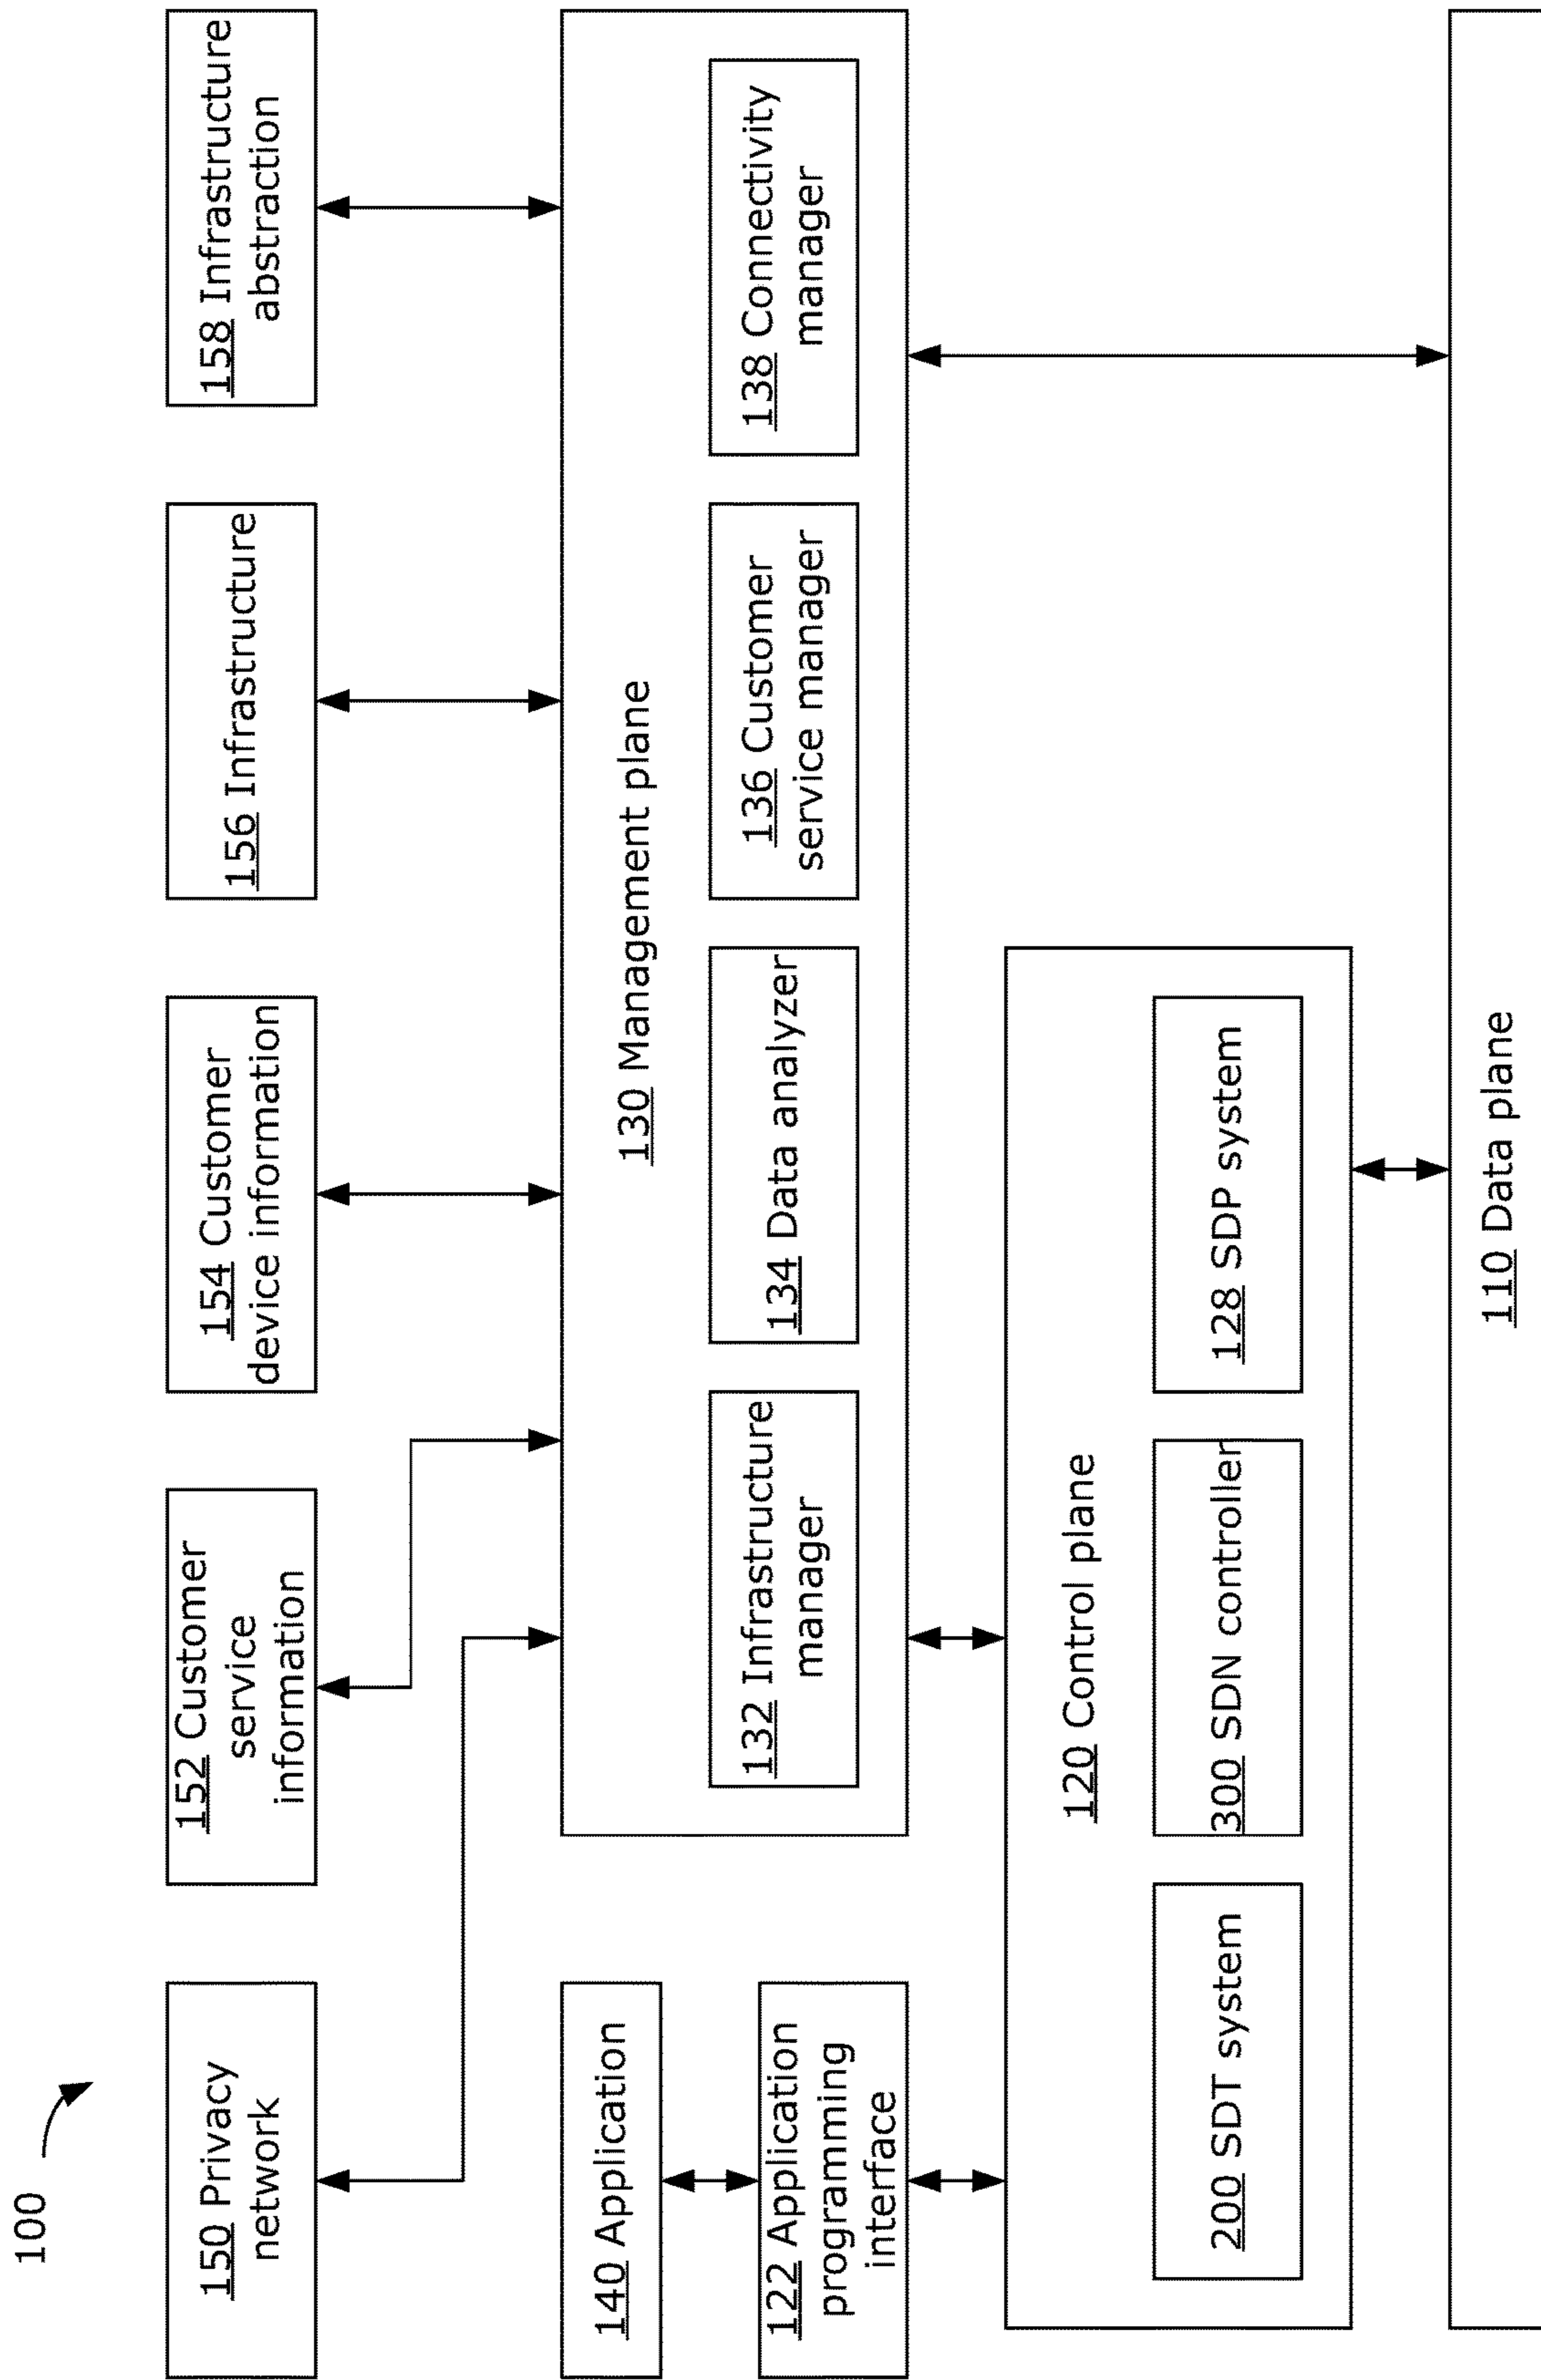 100
150 Privacy
network
152 Customer
service
information
154 Customer
device information
156 Infrastructure
158 Infrastructure
abstraction
140 Application
122 Application
programming
interface
130 Management plane
132 Infrastructure
manager
134 Data analyzer
136 Customer
service manager
138 Connectivity
manager
120 Control plane
200 SDT system
300 SDN controller
128 SDP system
110 Data plane